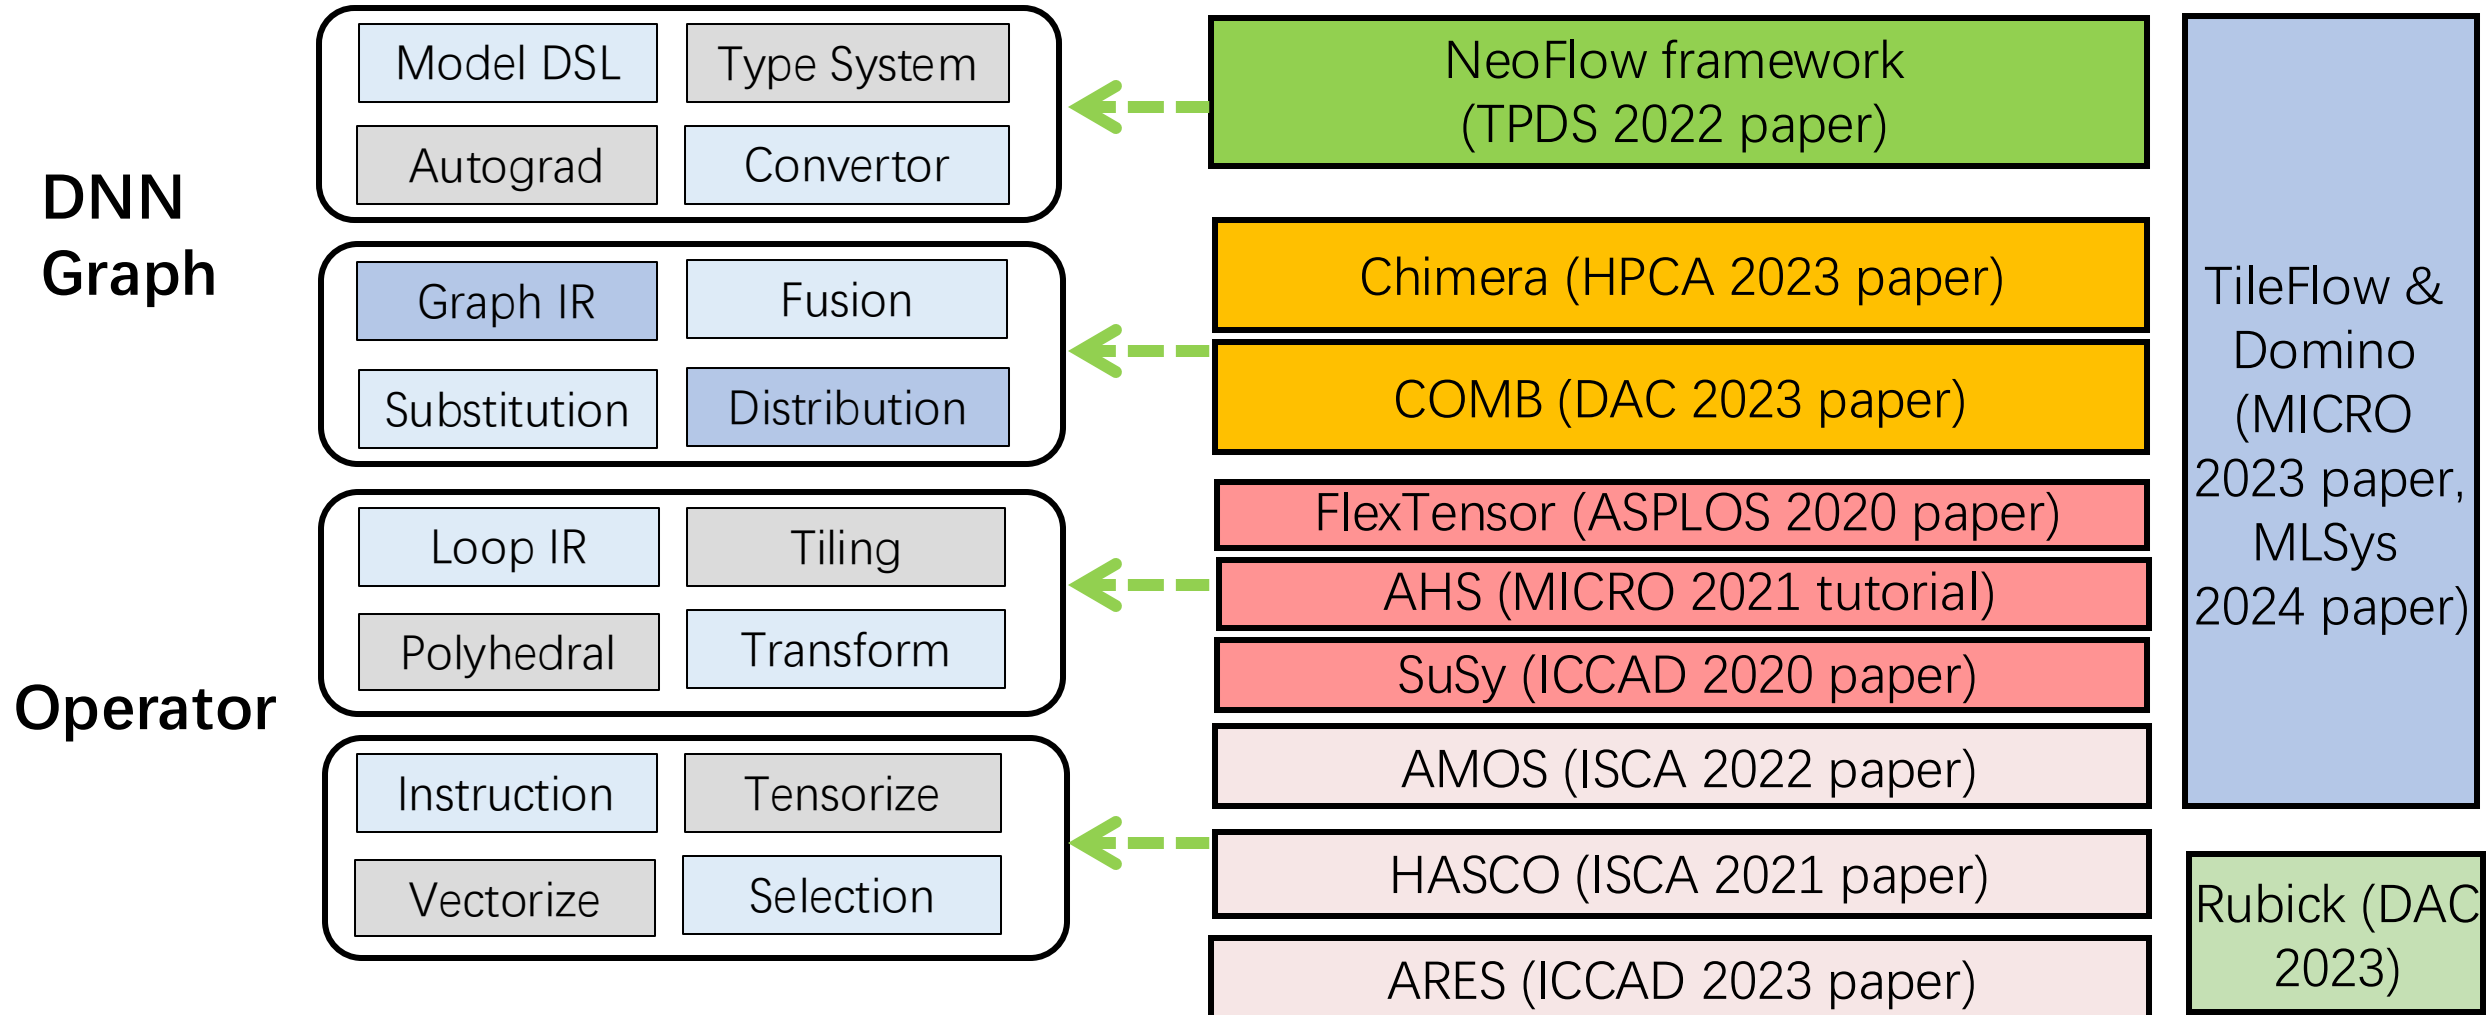 DNN
Graph
Operator
Model DSL
Type System
Autograd
Convertor
Graph IR
Fusion
Substitution
Distribution
Loop IR
Tiling
Polyhedral
Transform
Instruction
Tensorize
Vectorize
Selection
NeoFlow framework
(TPDS 2022 paper)
Chimera (HPCA 2023 paper)
COMB (DAC 2023 paper)
FlexTensor (ASPLOS 2020 paper)
AHS (MICRO 2021 tutorial)
SuSy (ICCAD 2020 paper)
AMOS (ISCA 2022 paper)
HASCO (ISCA 2021 paper)
ARES (ICCAD 2023 paper)
TileFlow &
Domino
(MICRO
2023 paper,
MLSys
2024 paper)
Rubick (DAC
2023)